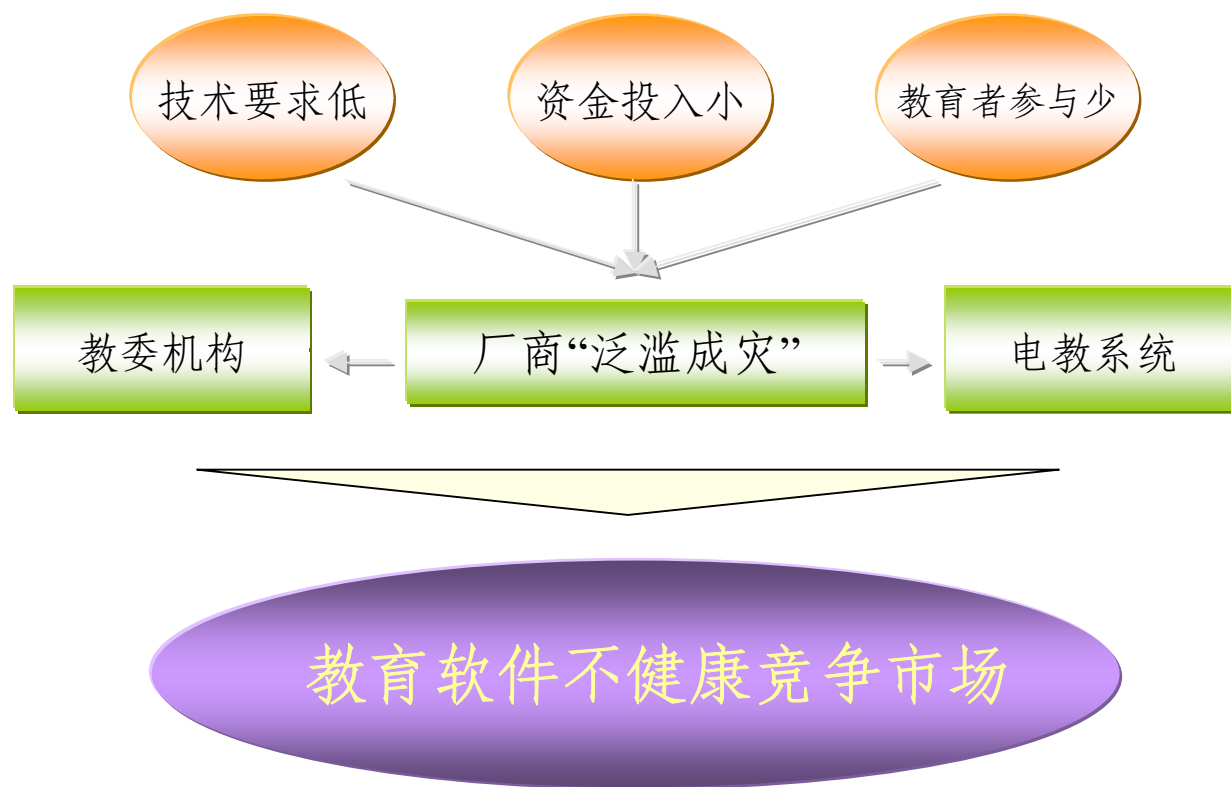 技术要求低
资金投入小
教育者参与少
教委机构
厂商“泛滥成灾”
电教系统
教育软件不健康竞争市场